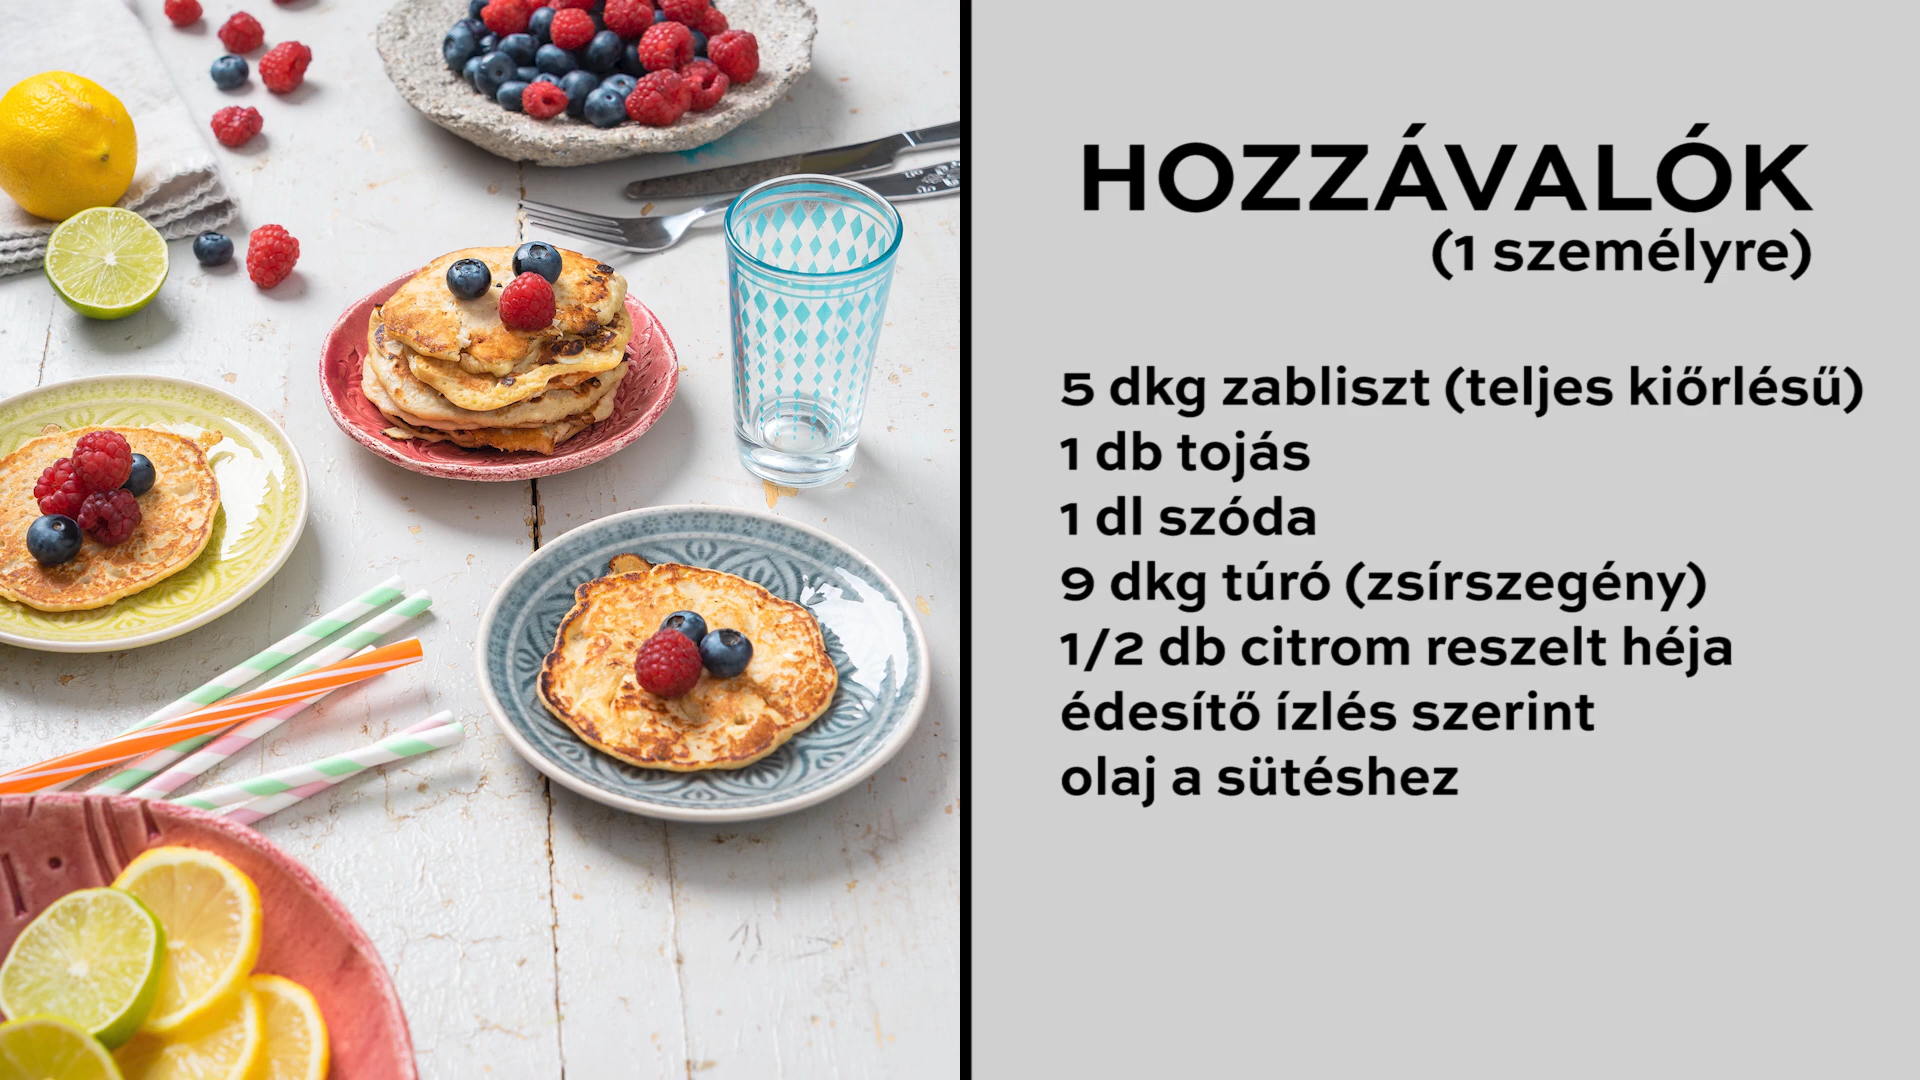 HOZZÁVALÓK
(1 személyre)
5 dkg zabliszt (teljes kiőrlésű)
1 db tojás
1 dl szóda
9 dkg túró (zsírszegény)
1/2 db citrom reszelt héja
édesítő ízlés szerint
olaj a sütéshez